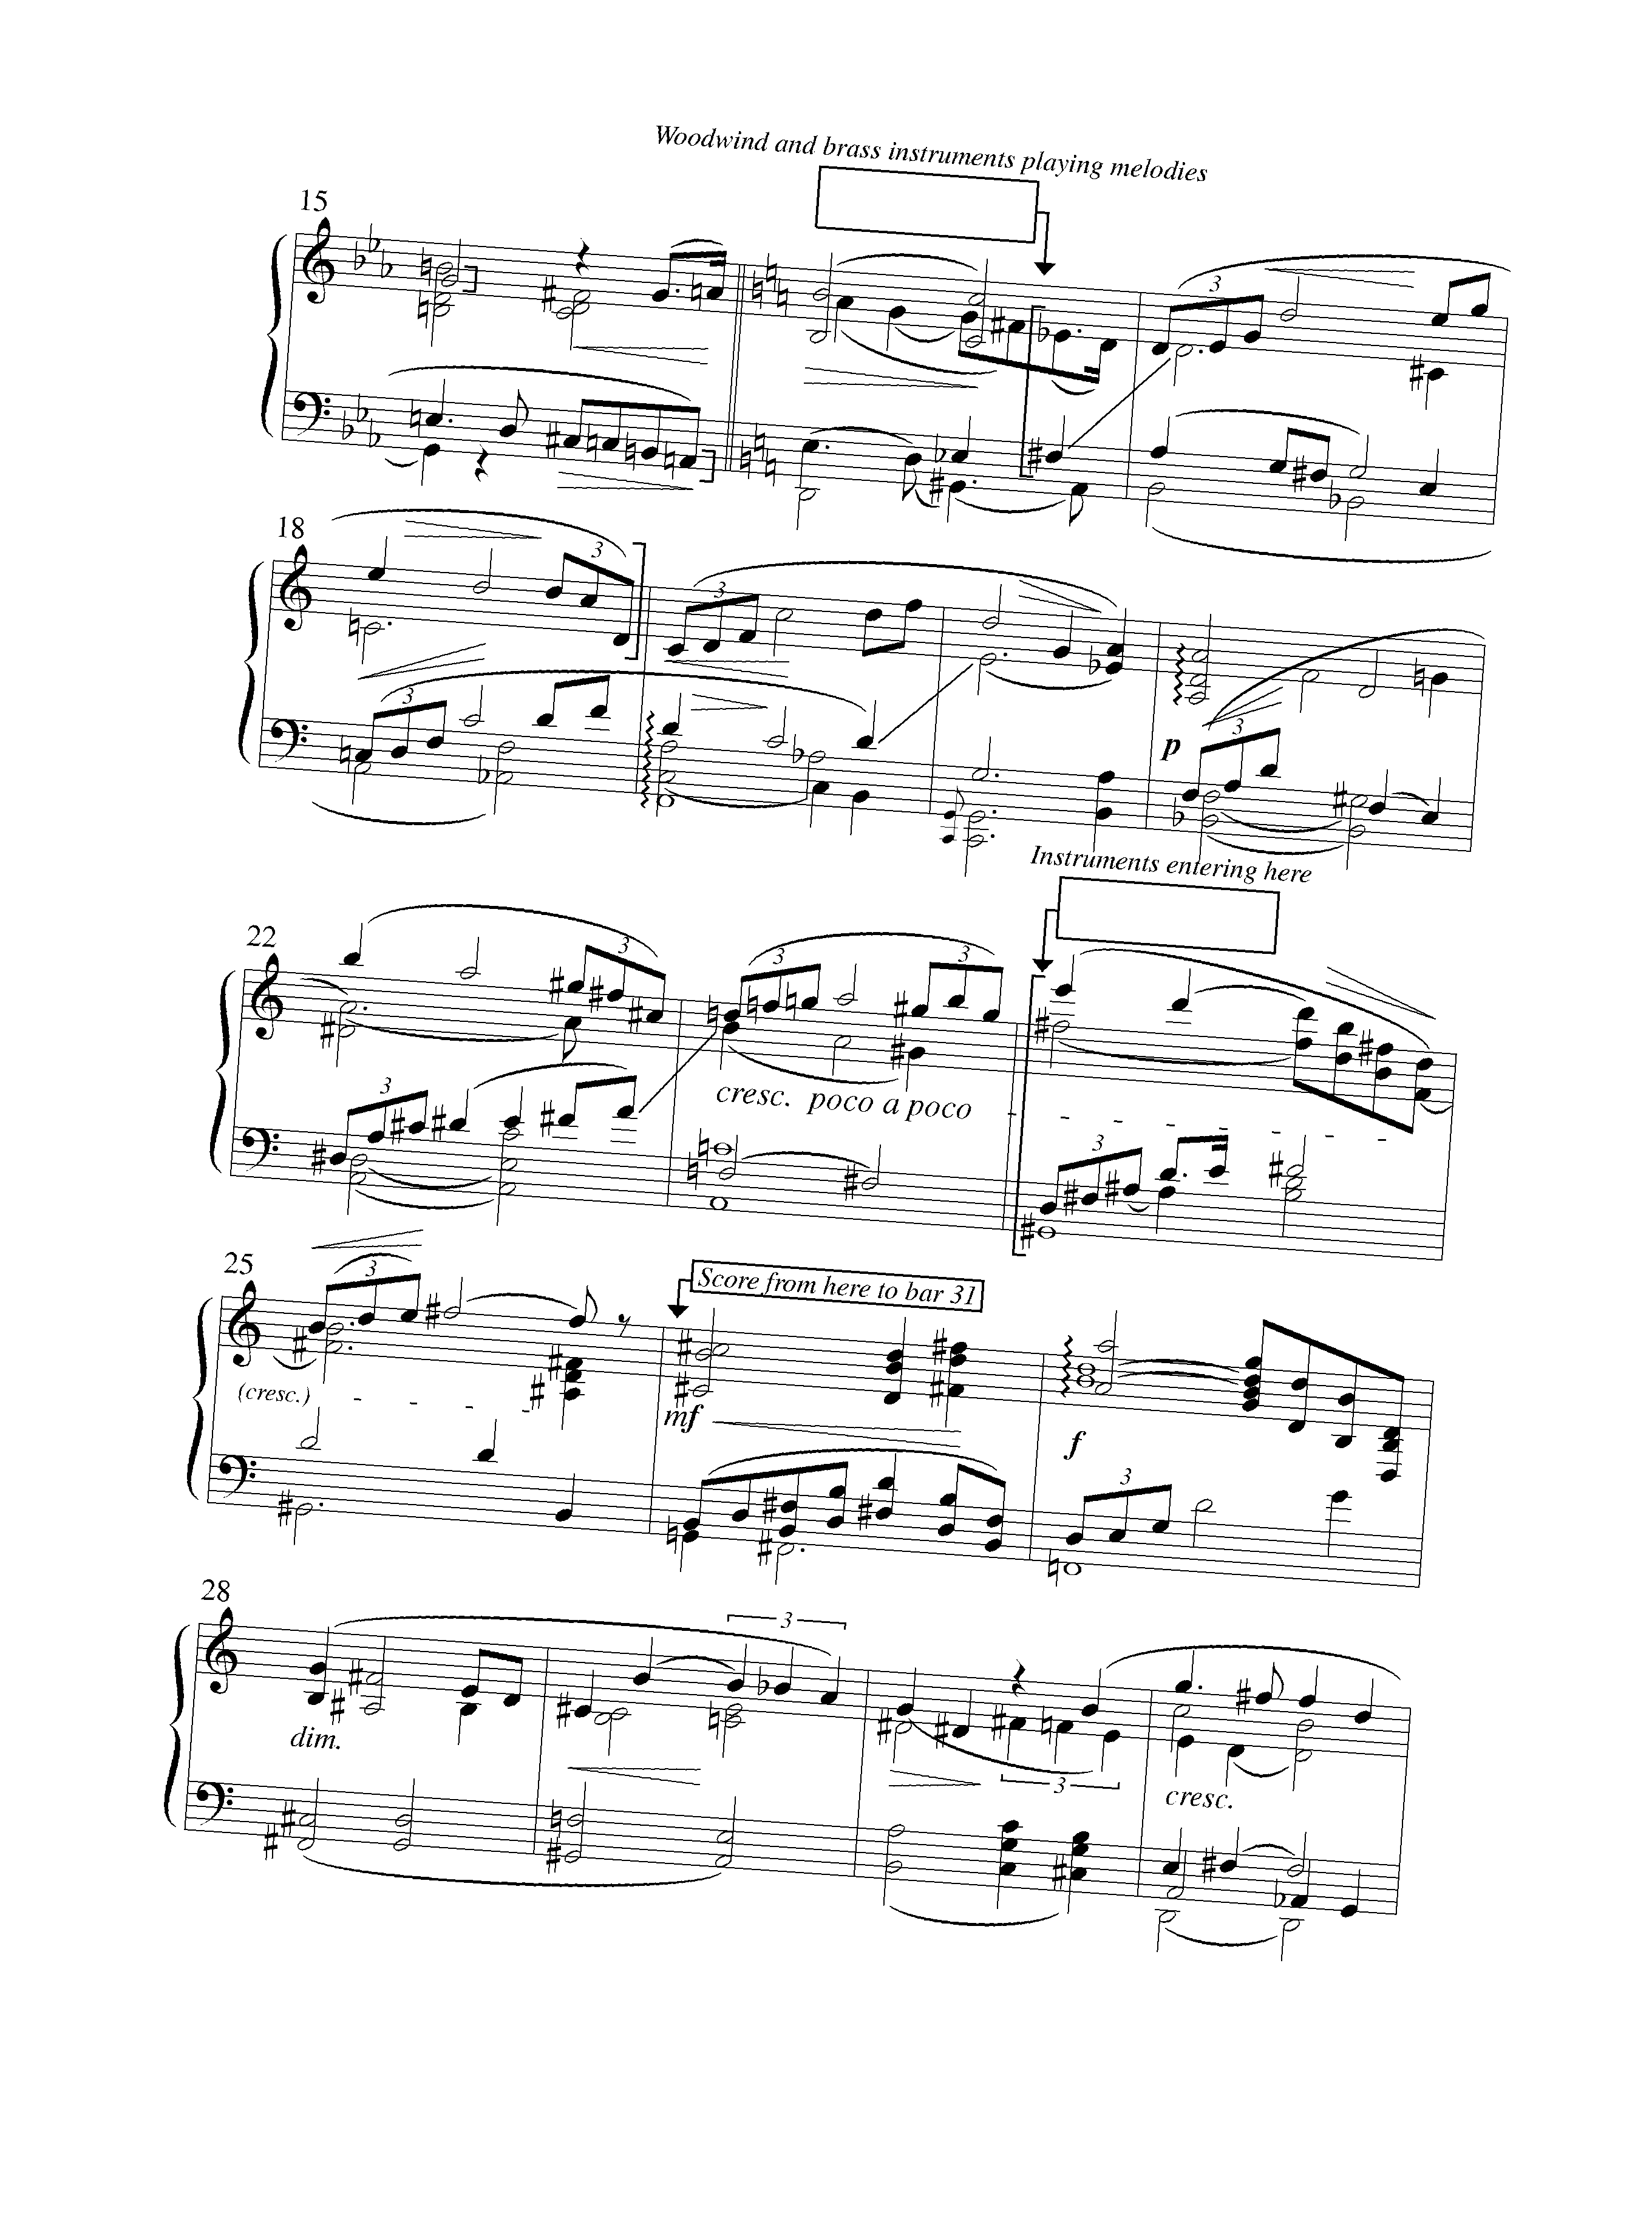 Woodwind and brass instruments playing melodies
15
3
18
3
3
3
p
3
Instruments entering here
22
3
3
3
3
cresc. poco a poco
3
25
3
Score from here to bar 31
(cresc.)
mf
f
3
28
3
dim.
3
cresc.